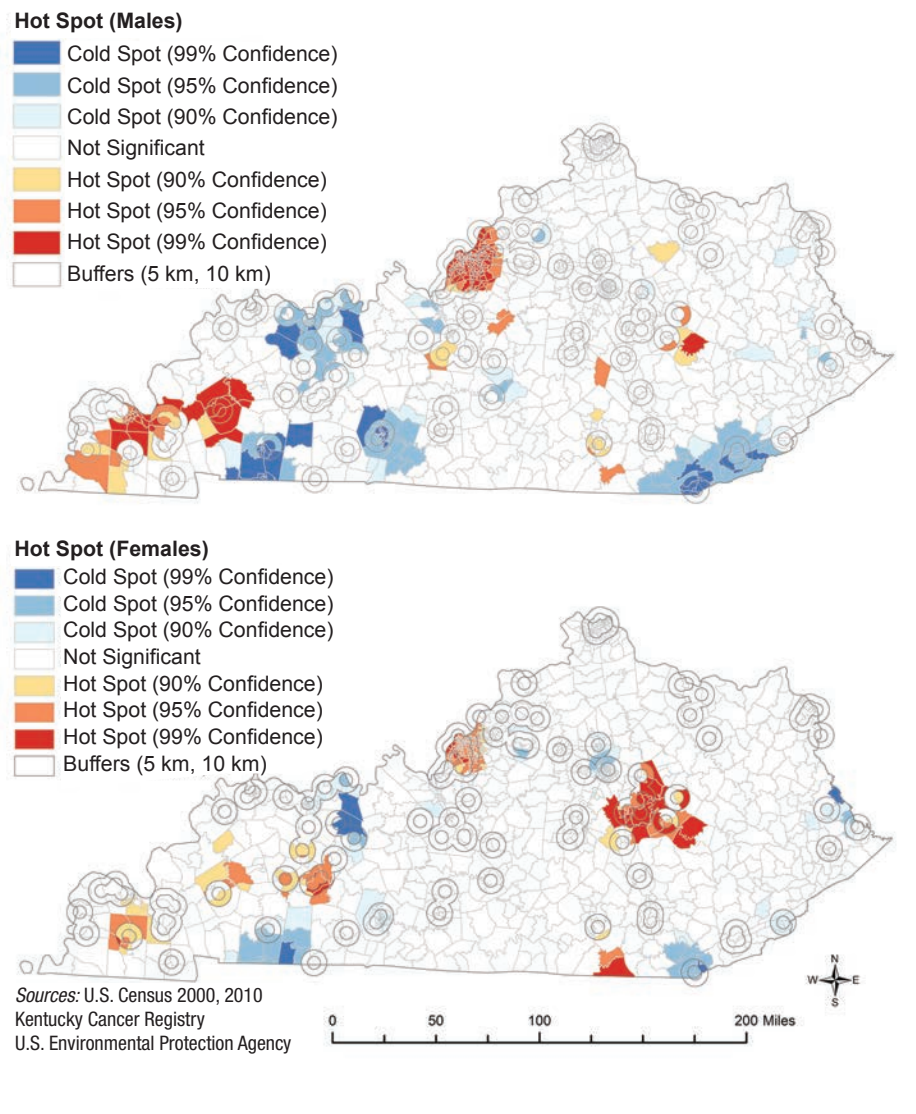 Hot Spot (Males)
Cold Spot (99% Confidence)
Cold Spot (95% Confidence)
Cold Spot (90% Confidence)
Not Significant
Hot Spot (90% Confidence)
Hot Spot (95% Confidence)
Hot Spot (99% Confidence)
Buffers (5 km, 10 km)
Hot Spot (Females)
Cold Spot (99% Confidence)
Cold Spot (95% Confidence)
Cold Spot (90% Confidence)
Not Significant
Hot Spot (90% Confidence)
Hot Spot (95% Confidence)
Hot Spot (99% Confidence)
Buffers (5 km, 10 km)
N
W E
S
Sources: U.S. Census 2000, 2010
Kentucky Cancer Registry
U.S. Environmental Protection Agency
0 50 100 200 Miles